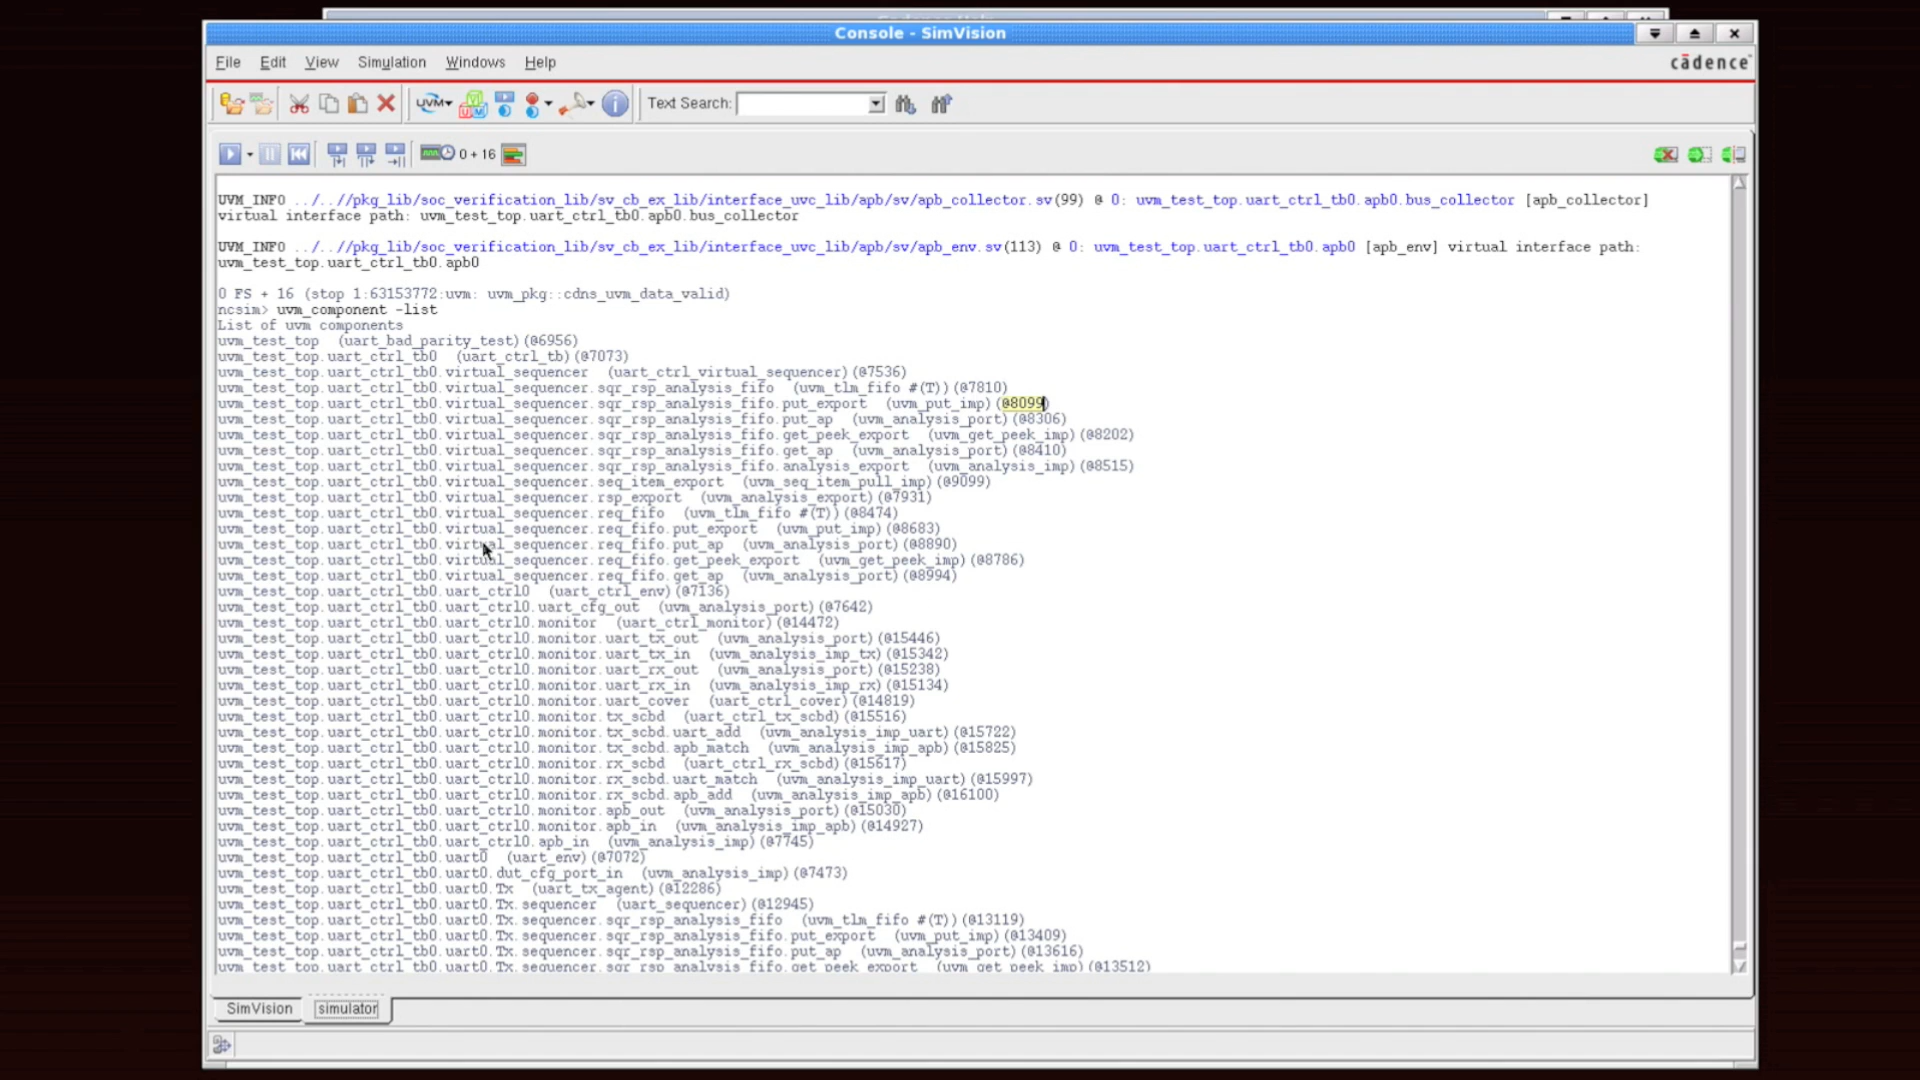 Console - SimVision
File Edit View Simulation Windows Help
cādence
UVM Text Search:
0 + 16
UVM_INFO ../..//pkg_lib/soc_verification_lib/sv_cb_ex_lib/interface_uvc_lib/apb/sv/apb_collector.sv(99) @ 0: uvm_test_top.uart_ctrl_tb0.apb0.bus_collector [apb_collector]
virtual interface path: uvm_test_top.uart_ctrl_tb0.apb0.bus_collector
UVM_INFO ../..//pkg_lib/soc_verification_lib/sv_cb_ex_lib/interface_uvc_lib/apb/sv/apb_env.sv(113) @ 0: uvm_test_top.uart_ctrl_tb0.apb0 [apb_env] virtual interface path:
uvm_test_top.uart_ctrl_tb0.apb0
0 FS + 16 (stop 1:63153772:uvm: uvm_pkg::cdns_uvm_data_valid)
ncsim> uvm_component -list
List of uvm components
uvm_test_top (uart_bad_parity_test) (@6956)
uvm_test_top.uart_ctrl_tb0 (uart_ctrl_tb) (@7073)
uvm_test_top.uart_ctrl_tb0.virtual_sequencer (uart_ctrl_virtual_sequencer) (@7536)
uvm_test_top.uart_ctrl_tb0.virtual_sequencer.sqr_rsp_analysis_fifo (uvm_tlm_fifo #(T)) (@7810)
uvm_test_top.uart_ctrl_tb0.virtual_sequencer.sqr_rsp_analysis_fifo.put_export (uvm_put_imp) (@8099)
uvm_test_top.uart_ctrl_tb0.virtual_sequencer.sqr_rsp_analysis_fifo.put_ap (uvm_analysis_port) (@8306)
uvm_test_top.uart_ctrl_tb0.virtual_sequencer.sqr_rsp_analysis_fifo.get_peek_export (uvm_get_peek_imp) (@8202)
uvm_test_top.uart_ctrl_tb0.virtual_sequencer.sqr_rsp_analysis_fifo.get_ap (uvm_analysis_port) (@8410)
uvm_test_top.uart_ctrl_tb0.virtual_sequencer.sqr_rsp_analysis_fifo.analysis_export (uvm_analysis_imp) (@8515)
uvm_test_top.uart_ctrl_tb0.virtual_sequencer.seq_item_export (uvm_seq_item_pull_imp) (@9099)
uvm_test_top.uart_ctrl_tb0.virtual_sequencer.rsp_export (uvm_analysis_export) (@7931)
uvm_test_top.uart_ctrl_tb0.virtual_sequencer.req_fifo (uvm_tlm_fifo #(T)) (@8474)
uvm_test_top.uart_ctrl_tb0.virtual_sequencer.req_fifo.put_export (uvm_put_imp) (@8683)
uvm_test_top.uart_ctrl_tb0.virtual_sequencer.req_fifo.put_ap (uvm_analysis_port) (@8890)
uvm_test_top.uart_ctrl_tb0.virtual_sequencer.req_fifo.get_peek_export (uvm_get_peek_imp) (@8786)
uvm_test_top.uart_ctrl_tb0.virtual_sequencer.req_fifo.get_ap (uvm_analysis_port) (@8994)
uvm_test_top.uart_ctrl_tb0.uart_ctrl0 (uart_ctrl_env) (@7136)
uvm_test_top.uart_ctrl_tb0.uart_ctrl0.uart_cfg_out (uvm_analysis_port) (@7642)
uvm_test_top.uart_ctrl_tb0.uart_ctrl0.monitor (uart_ctrl_monitor) (@14472)
uvm_test_top.uart_ctrl_tb0.uart_ctrl0.monitor.uart_tx_out (uvm_analysis_port) (@15446)
uvm_test_top.uart_ctrl_tb0.uart_ctrl0.monitor.uart_tx_in (uvm_analysis_imp_tx) (@15342)
uvm_test_top.uart_ctrl_tb0.uart_ctrl0.monitor.uart_rx_out (uvm_analysis_port) (@15238)
uvm_test_top.uart_ctrl_tb0.uart_ctrl0.monitor.uart_rx_in (uvm_analysis_imp_rx) (@15134)
uvm_test_top.uart_ctrl_tb0.uart_ctrl0.monitor.uart_cover (uart_ctrl_cover) (@14819)
uvm_test_top.uart_ctrl_tb0.uart_ctrl0.monitor.tx_scbd (uart_ctrl_tx_scbd) (@15516)
uvm_test_top.uart_ctrl_tb0.uart_ctrl0.monitor.tx_scbd.uart_add (uvm_analysis_imp_uart) (@15722)
uvm_test_top.uart_ctrl_tb0.uart_ctrl0.monitor.tx_scbd.apb_match (uvm_analysis_imp_apb) (@15825)
uvm_test_top.uart_ctrl_tb0.uart_ctrl0.monitor.rx_scbd (uart_ctrl_rx_scbd) (@15617)
uvm_test_top.uart_ctrl_tb0.uart_ctrl0.monitor.rx_scbd.uart_match (uvm_analysis_imp_uart) (@15997)
uvm_test_top.uart_ctrl_tb0.uart_ctrl0.monitor.rx_scbd.apb_add (uvm_analysis_imp_apb) (@16100)
uvm_test_top.uart_ctrl_tb0.uart_ctrl0.monitor.apb_out (uvm_analysis_port) (@15030)
uvm_test_top.uart_ctrl_tb0.uart_ctrl0.monitor.apb_in (uvm_analysis_imp_apb) (@14927)
uvm_test_top.uart_ctrl_tb0.uart_ctrl0.apb_in (uvm_analysis_imp) (@7745)
uvm_test_top.uart_ctrl_tb0.uart0 (uart_env) (@7072)
uvm_test_top.uart_ctrl_tb0.uart0.dut_cfg_port_in (uvm_analysis_imp) (@7473)
uvm_test_top.uart_ctrl_tb0.uart0.Tx (uart_tx_agent) (@12286)
uvm_test_top.uart_ctrl_tb0.uart0.Tx.sequencer (uart_sequencer) (@12945)
uvm_test_top.uart_ctrl_tb0.uart0.Tx.sequencer.sqr_rsp_analysis_fifo (uvm_tlm_fifo #(T)) (@13119)
uvm_test_top.uart_ctrl_tb0.uart0.Tx.sequencer.sqr_rsp_analysis_fifo.put_export (uvm_put_imp) (@13409)
uvm_test_top.uart_ctrl_tb0.uart0.Tx.sequencer.sqr_rsp_analysis_fifo.put_ap (uvm_analysis_port) (@13616)
uvm_test_top.uart_ctrl_tb0.uart0.Tx.sequencer.sqr_rsp_analysis_fifo.get_peek_export (uvm_get_peek_imp) (@13512)
SimVision simulator